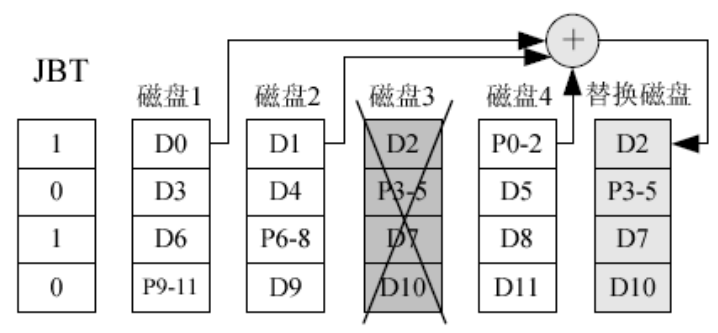 JBT 磁盘1 磁盘2 磁盘3 磁盘4 替换磁盘
1 D0 D1 D2 P0-2 D2
0 D3 D4 P3-5 D5 P3-5
1 D6 P6-8 D7 D8 D7
0 P9-11 D9 D10 D11 D10